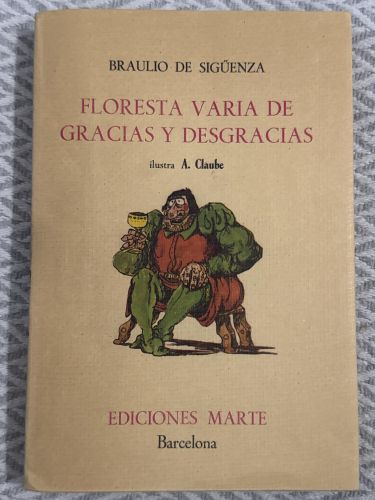 BRAULIO DE SIGÜENZA
FLORESTA VARIA DE
GRACIAS Y DESGRACIAS
ilustra A. Claube
EDICIONES MARTE
Barcelona